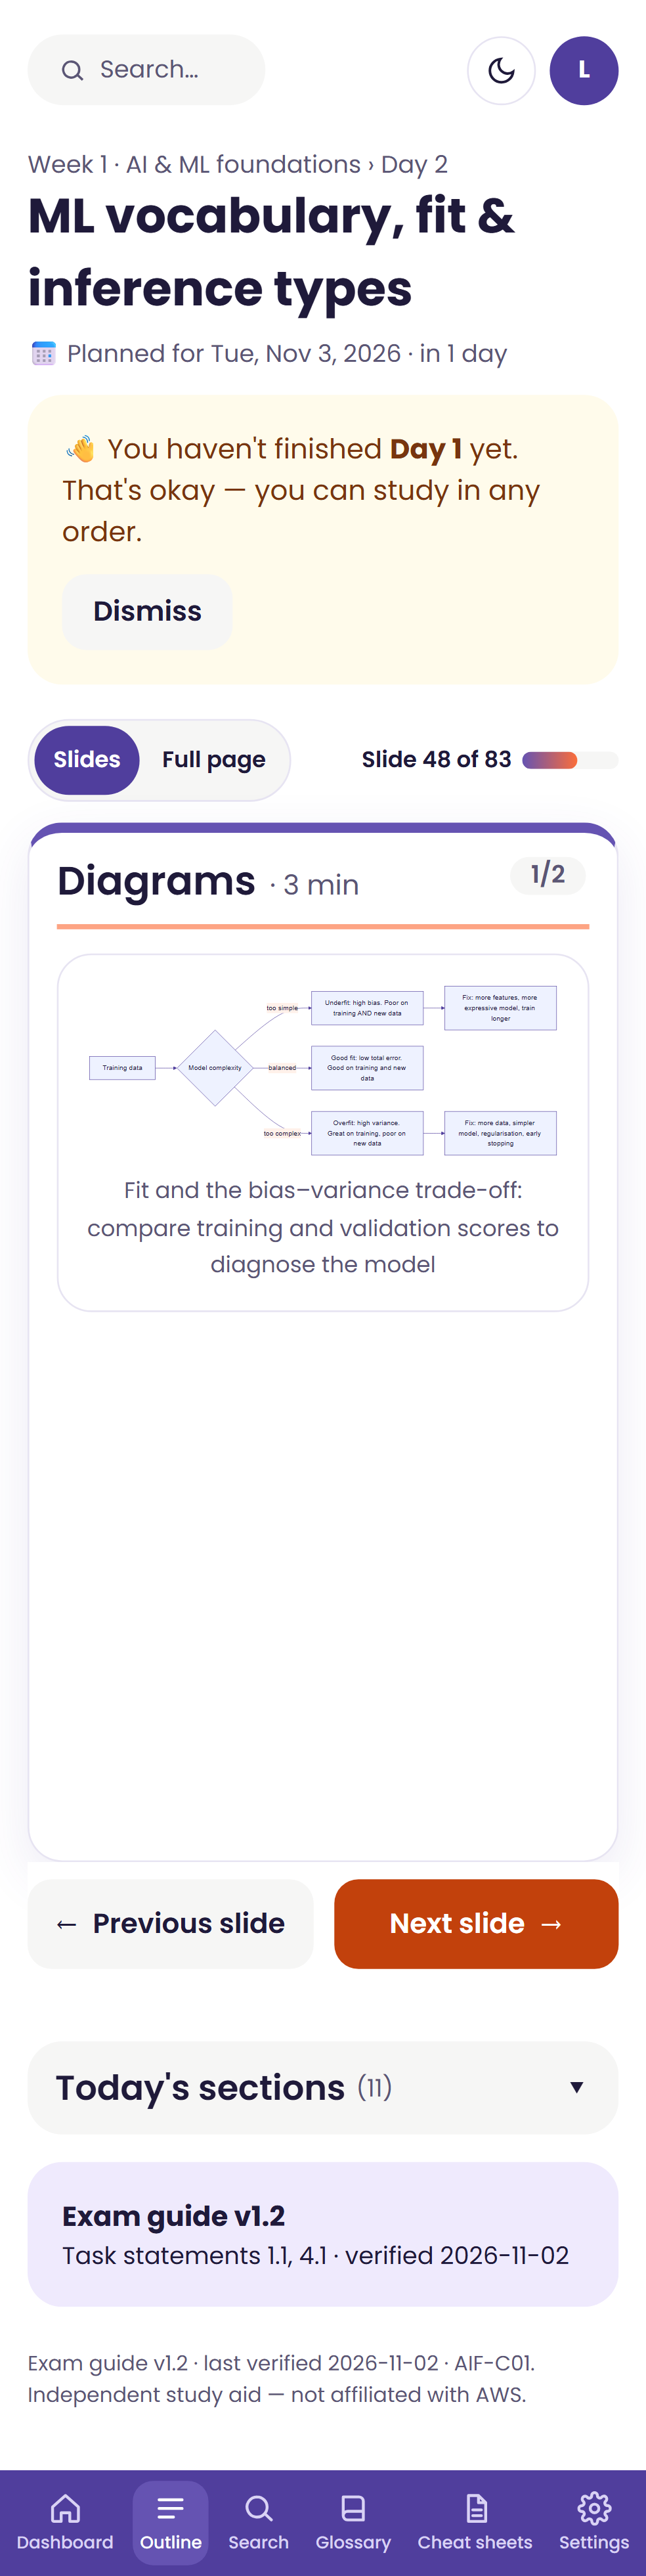 Search...
L
Week 1 · AI & ML foundations › Day 2
ML vocabulary, fit &
inference types
Planned for Tue, Nov 3, 2026 · in 1 day
You haven't finished Day 1 yet.
That's okay — you can study in any
order.
Dismiss
Slides
Full page
Slide 48 of 83
Diagrams · 3 min
1/2
Training data
Model complexity
too simple
balanced
too complex
Underfit: high bias. Poor on
training AND new data
Fix: more features, more
expressive model, train
longer
Good fit: low total error.
Good on training and new
data
Overfit: high variance.
Great on training, poor on
new data
Fix: more data, simpler
model, regularisation, early
stopping
Fit and the bias–variance trade-off:
compare training and validation scores to
diagnose the model
← Previous slide
Next slide →
Today's sections (11)
Exam guide v1.2
Task statements 1.1, 4.1 · verified 2026-11-02
Exam guide v1.2 · last verified 2026-11-02 · AIF-C01.
Independent study aid — not affiliated with AWS.
Dashboard
Outline
Search
Glossary
Cheat sheets
Settings